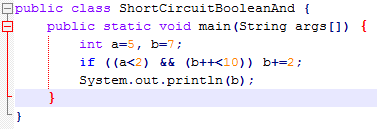 public class ShortCircuitBooleanAnd {
    public static void main(String args[]) {
        int a=5, b=7;
        if ((a<2) && (b++<10)) b+=2;
        System.out.println(b);
    }
}